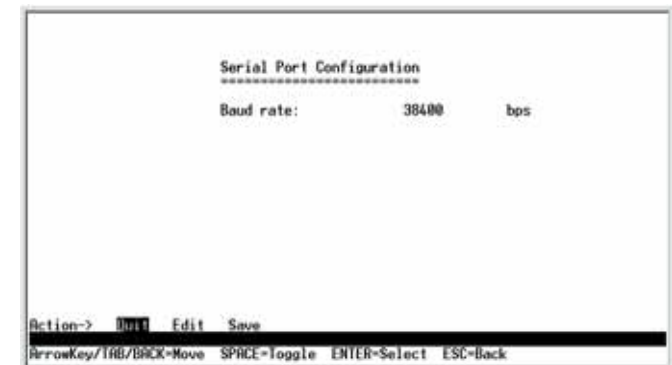 Serial Port Configuration
=========================
Baud rate: 38400 bps
Action-> Quit Edit Save
ArrowKey/TAB/BACK=Move SPACE=Toggle ENTER=Select ESC=Back